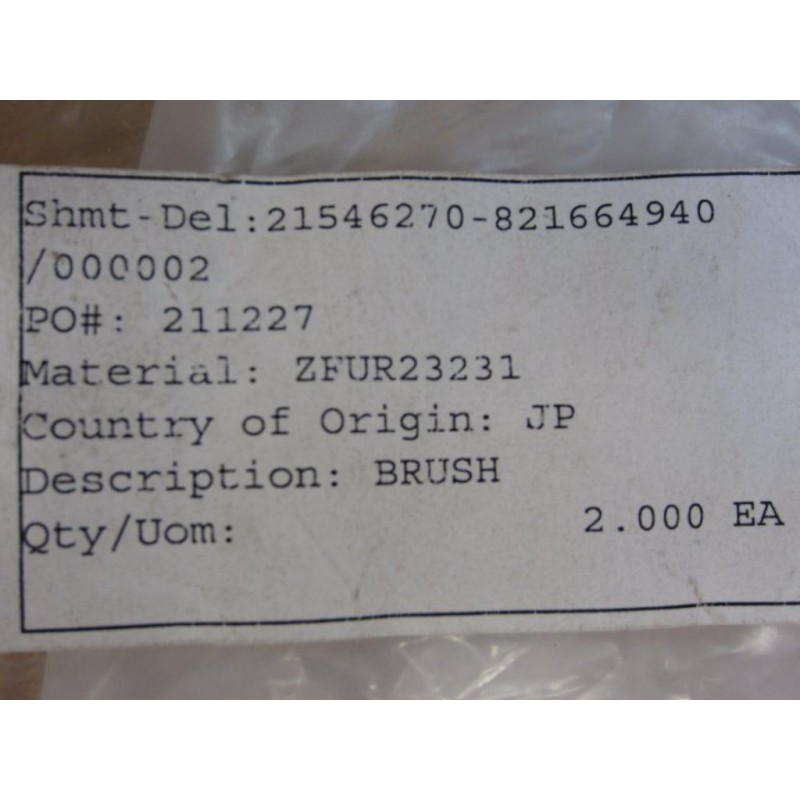 Shmt-Del:21546270-821664940
/000002
PO#: 211227
Material: ZFUR23231
Country of Origin: JP
Description: BRUSH
Qty/Uom: 2.000 EA